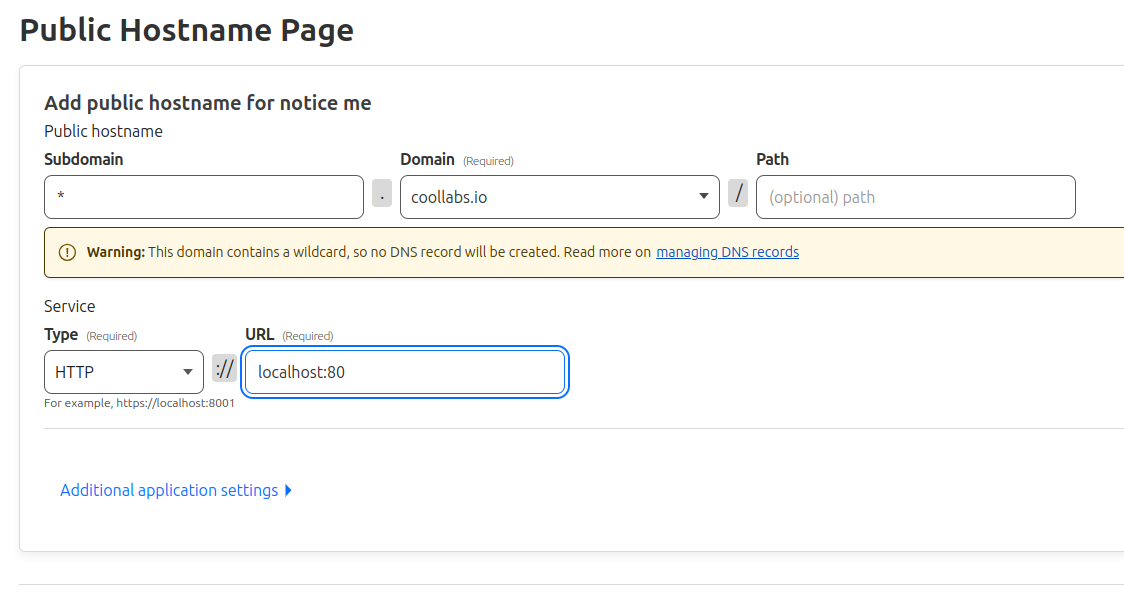 Public Hostname Page
Add public hostname for notice me
Public hostname
Subdomain Domain (Required) Path
* . coollabs.io / (optional) path
Warning: This domain contains a wildcard, so no DNS record will be created. Read more on managing DNS records
Service
Type (Required) URL (Required)
HTTP :// localhost:80
For example, https://localhost:8001
Additional application settings